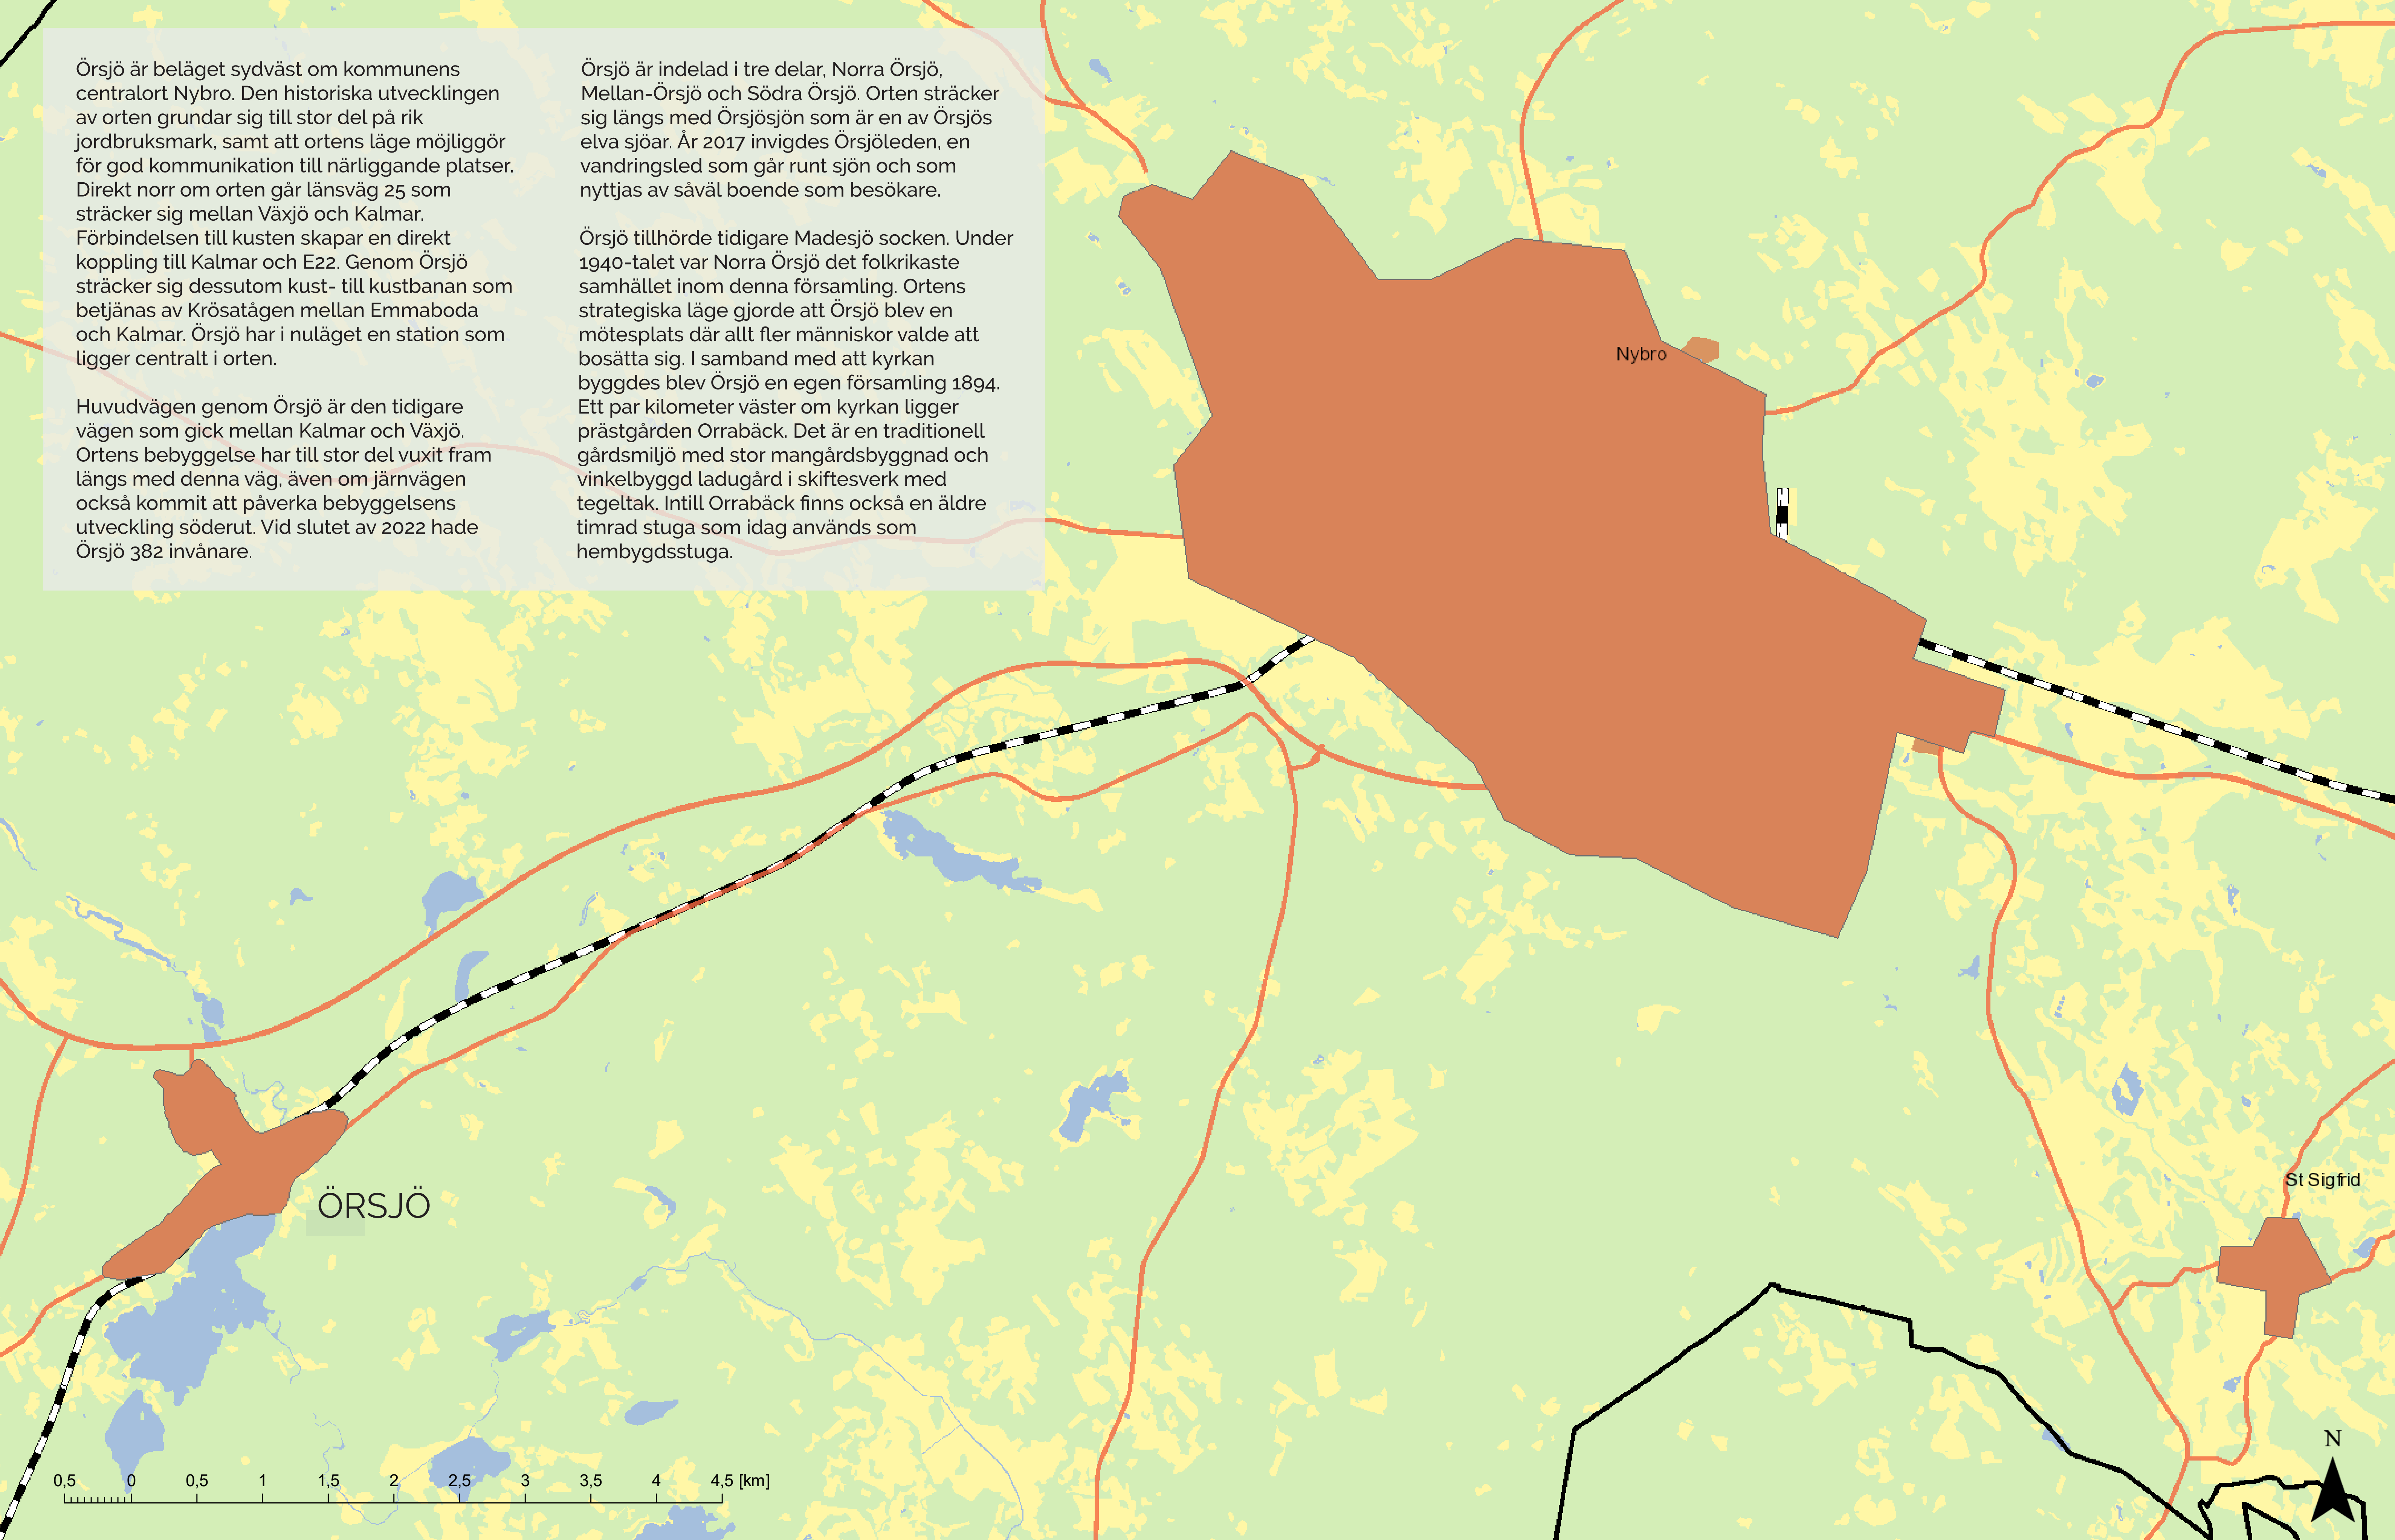 Örsjö är beläget sydväst om kommunens
centralort Nybro. Den historiska utvecklingen
av orten grundar sig till stor del på rik
jordbruksmark, samt att ortens läge möjliggör
för god kommunikation till närliggande platser.
Direkt norr om orten går länsväg 25 som
sträcker sig mellan Växjö och Kalmar.
Förbindelsen till kusten skapar en direkt
koppling till Kalmar och E22. Genom Örsjö
sträcker sig dessutom kust- till kustbanan som
betjänas av Krösatågen mellan Emmaboda
och Kalmar. Örsjö har i nuläget en station som
ligger centralt i orten.
Huvudvägen genom Örsjö är den tidigare
vägen som gick mellan Kalmar och Växjö.
Ortens bebyggelse har till stor del vuxit fram
längs med denna väg, även om järnvägen
också kommit att påverka bebyggelsens
utveckling söderut. Vid slutet av 2022 hade
Örsjö 382 invånare.
Örsjö är indelad i tre delar, Norra Örsjö,
Mellan-Örsjö och Södra Örsjö. Orten sträcker
sig längs med Örsjösjön som är en av Örsjös
elva sjöar. År 2017 invigdes Örsjöleden, en
vandringsled som går runt sjön och som
nyttjas av såväl boende som besökare.
Örsjö tillhörde tidigare Madesjö socken. Under
1940-talet var Norra Örsjö det folkrikaste
samhället inom denna församling. Ortens
strategiska läge gjorde att Örsjö blev en
mötesplats där allt fler människor valde att
bosätta sig. I samband med att kyrkan
byggdes blev Örsjö en egen församling 1894.
Ett par kilometer väster om kyrkan ligger
prästgården Orrabäck. Det är en traditionell
gårdsmiljö med stor mangårdsbyggnad och
vinkelbyggd ladugård i skiftesverk med
tegeltak. Intill Orrabäck finns också en äldre
timrad stuga som idag används som
hembygdsstuga.
Nybro
St Sigfrid
ÖRSJÖ
N
0,5 0 0,5 1 1,5 2 2,5 3 3,5 4 4,5 [km]